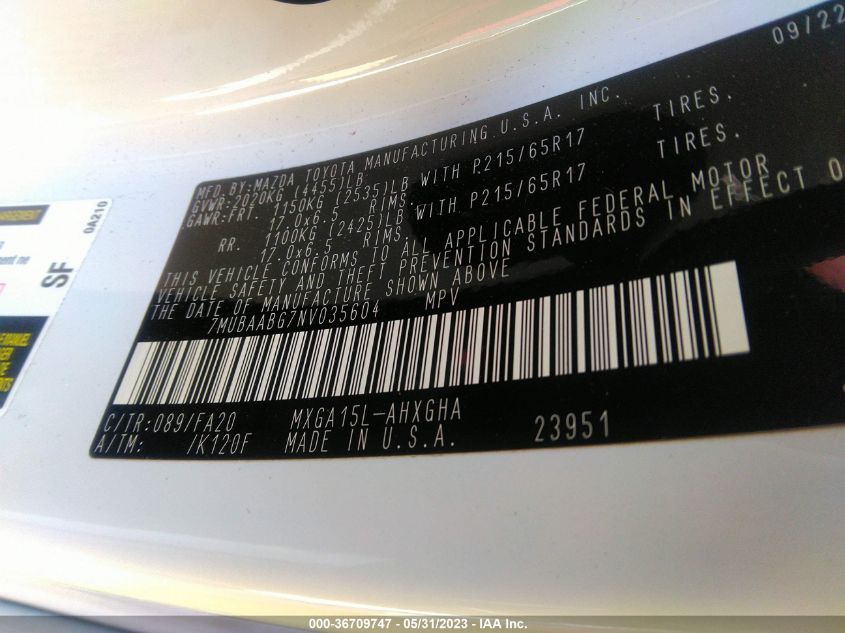 09/22
MFD.BY:MAZDA TOYOTA MANUFACTURING U.S.A. INC.
GVWR:2020KG (4455)LB
GAWR-FRT. 1150KG (2535)LB WITH P215/65R17 TIRES.
17.0x6.5 RIMS.
RR. 1100KG (2425)LB WITH P215/65R17 TIRES.
17.0x6.5 RIMS.
THIS VEHICLE CONFORMS TO ALL APPLICABLE FEDERAL MOTOR
VEHICLE SAFETY AND THEFT PREVENTION STANDARDS IN EFFECT O
THE DATE OF MANUFACTURE SHOWN ABOVE
7MUBAABG7NV035604 MPV
C/TR:089/FA20 MXGA15L-AHXGHA
A/TM: /K120F MADE IN U.S.A. 23951
0A210
SF
000-36709747 - 05/31/2023 - IAA Inc.